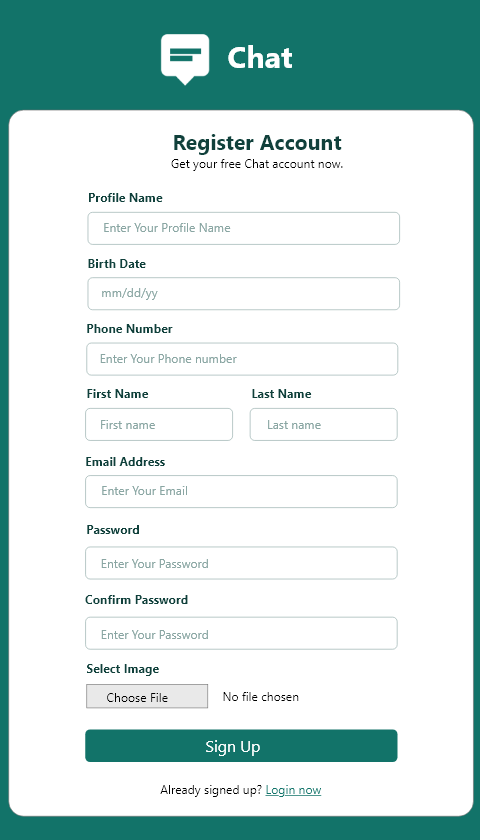 Chat
Register Account
Get your free Chat account now.
Profile Name
Enter Your Profile Name
Birth Date
mm/dd/yy
Phone Number
Enter Your Phone number
First Name Last Name
First name Last name
Email Address
Enter Your Email
Password
Enter Your Password
Confirm Password
Enter Your Password
Select Image
Choose File No file chosen
Sign Up
Already signed up? Login now